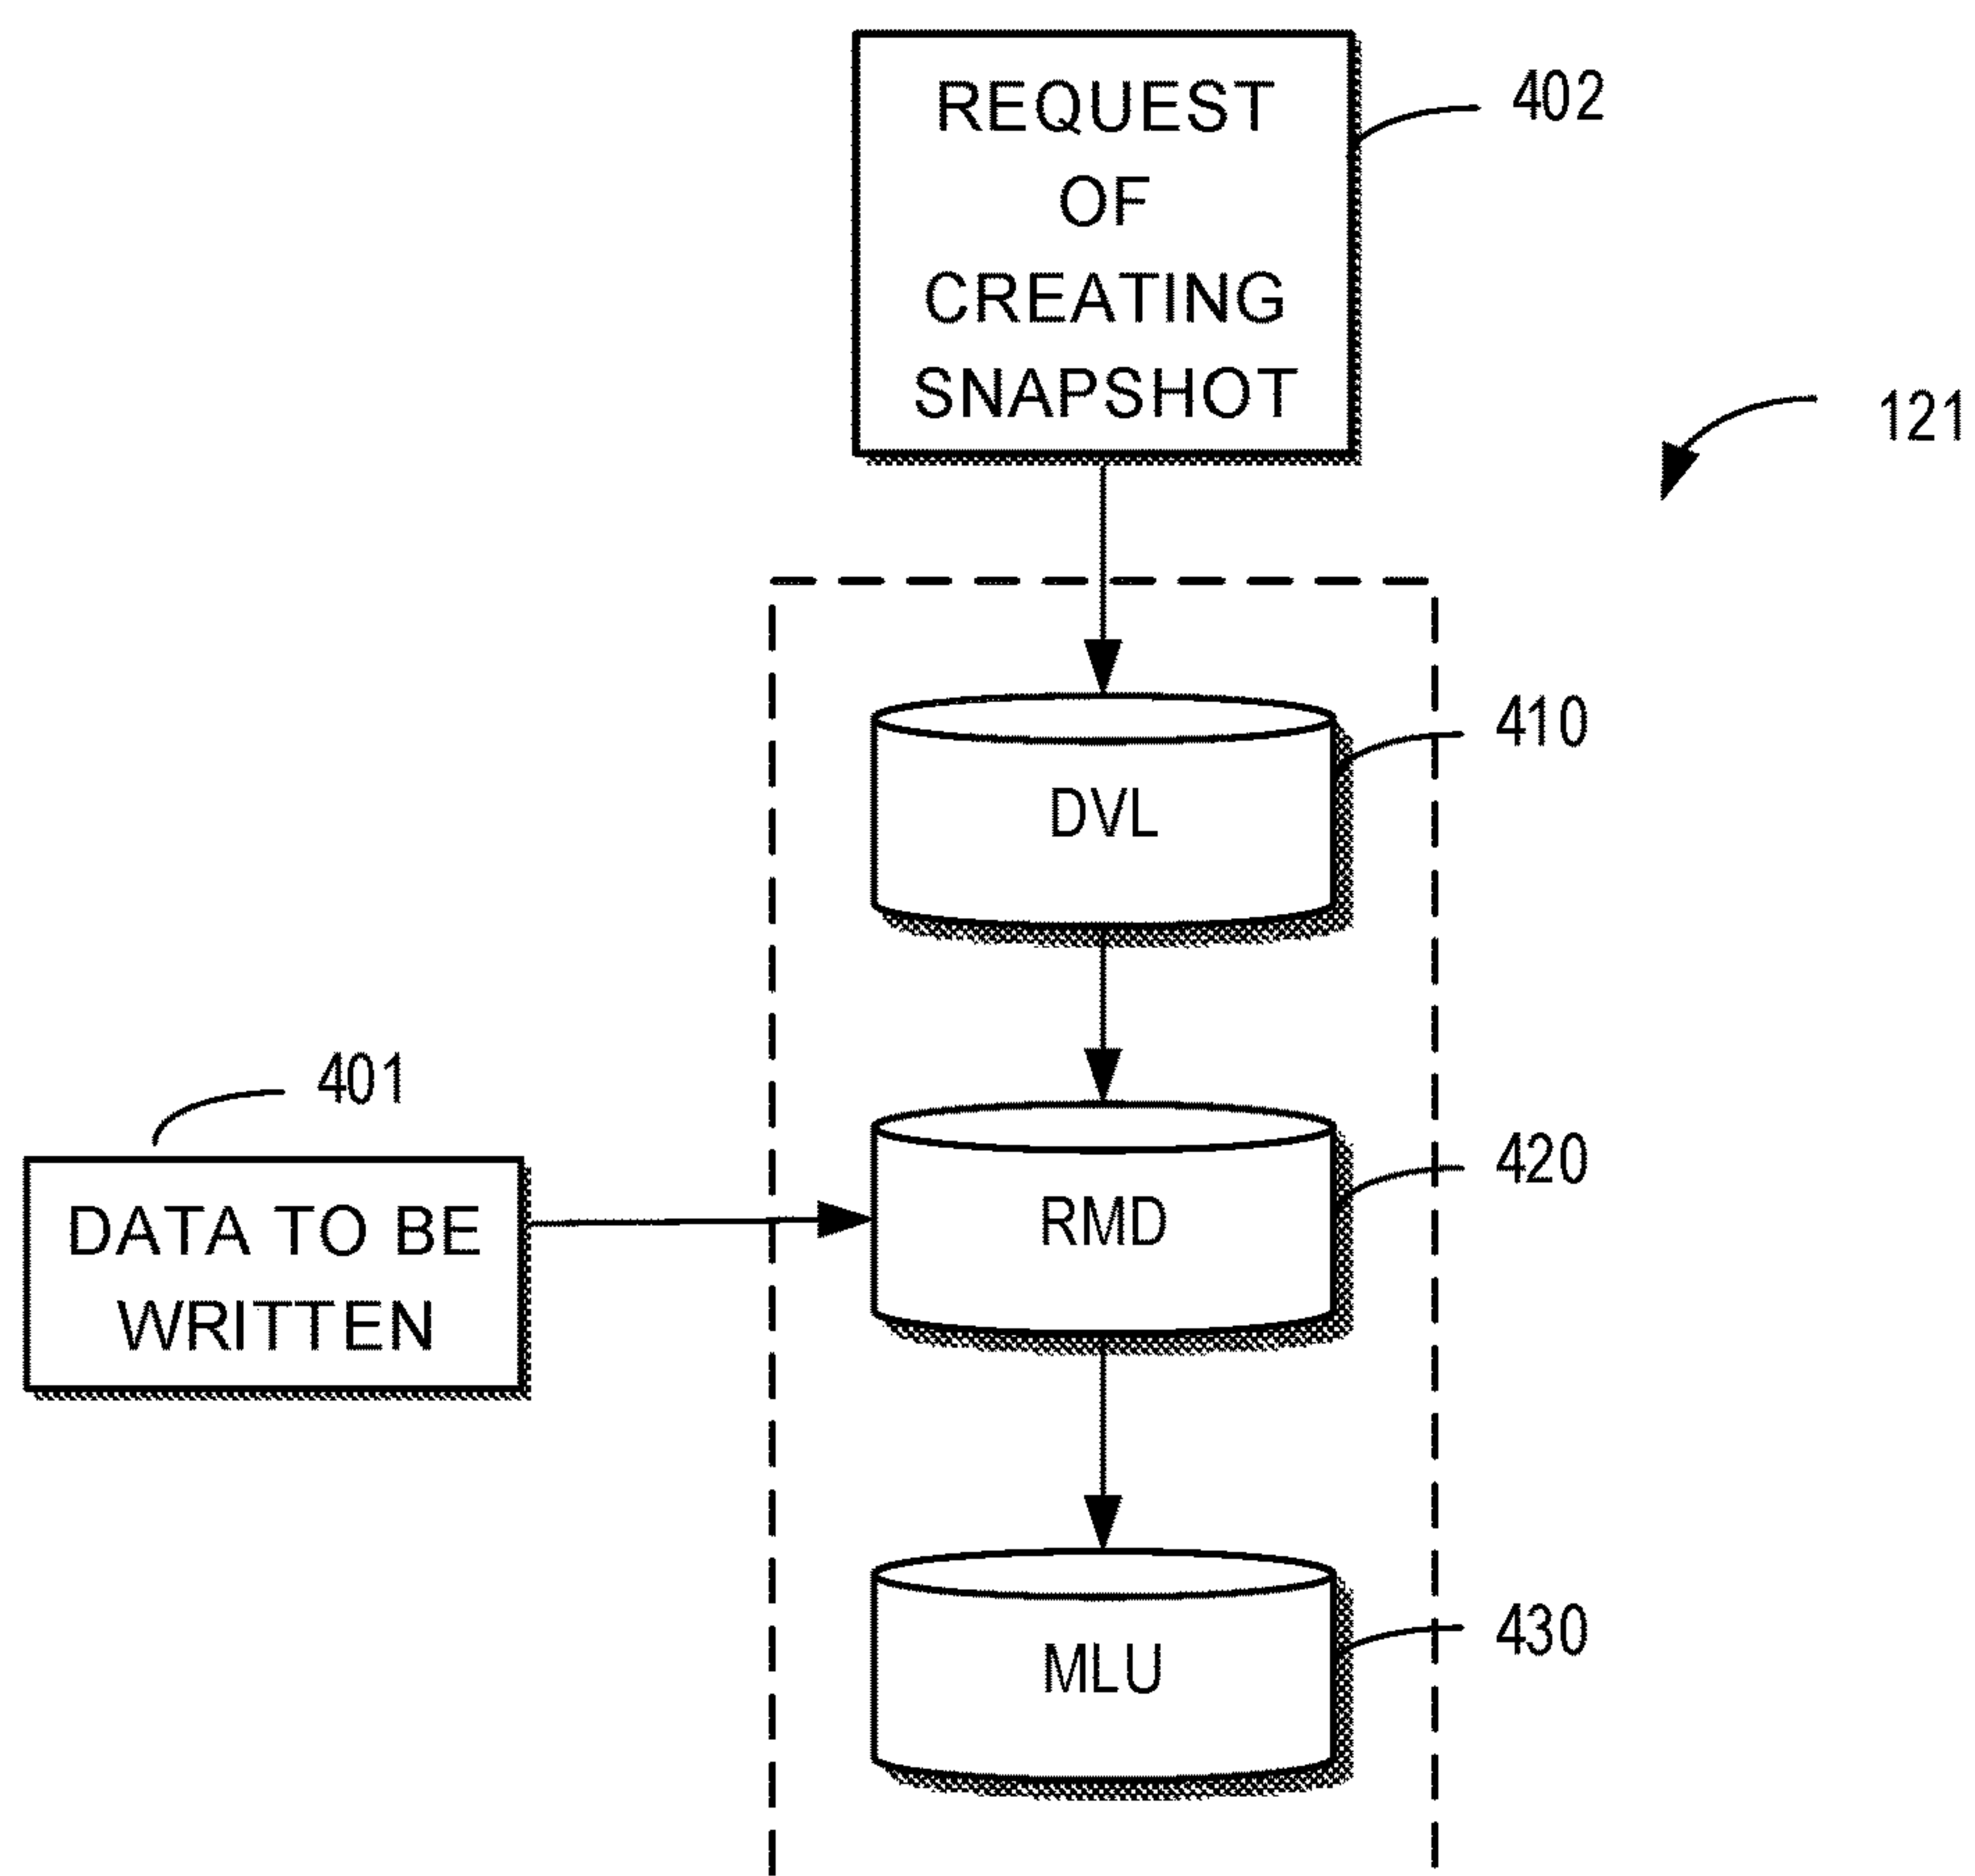 REQUEST
OF
CREATING
SNAPSHOT
402
121
410
DVL
401
DATA TO BE
WRITTEN
420
RMD
430
MLU